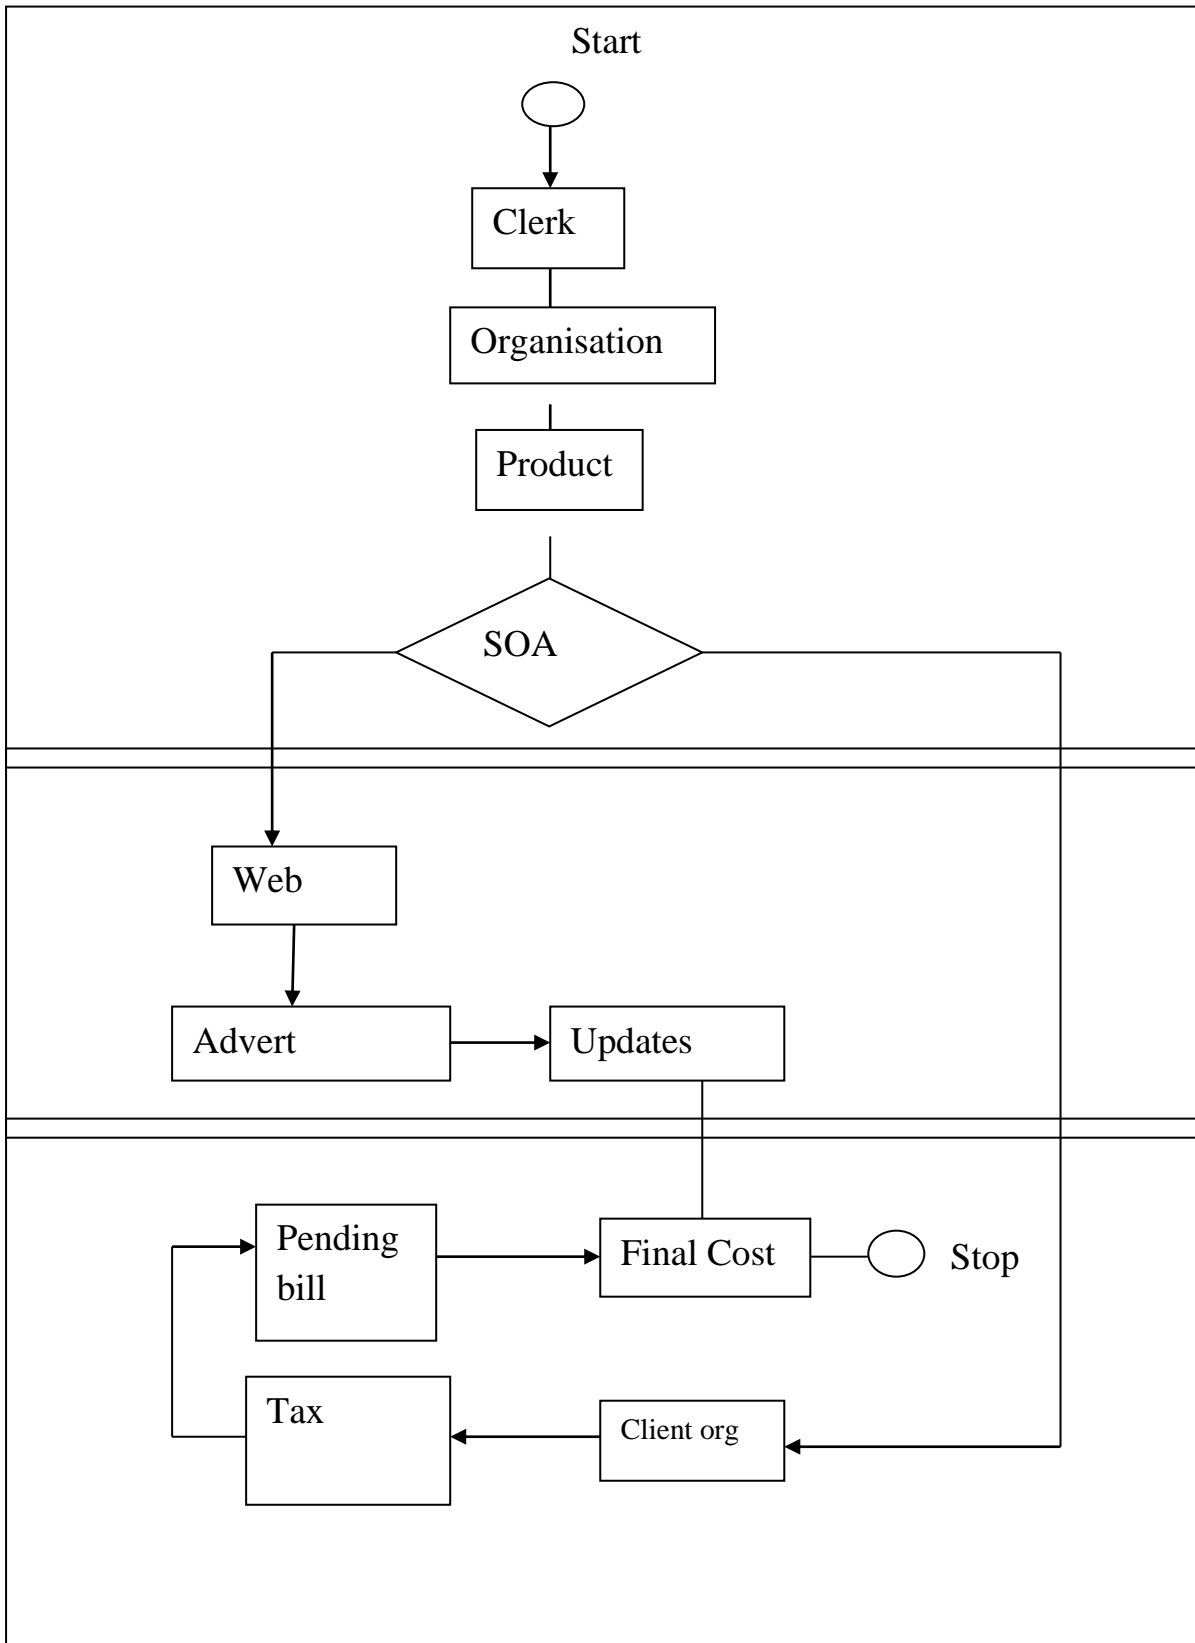 Start
Clerk
Organisation
Product
SOA
Web
Advert
Updates
Pending
bill
Final Cost
Stop
Tax
Client org